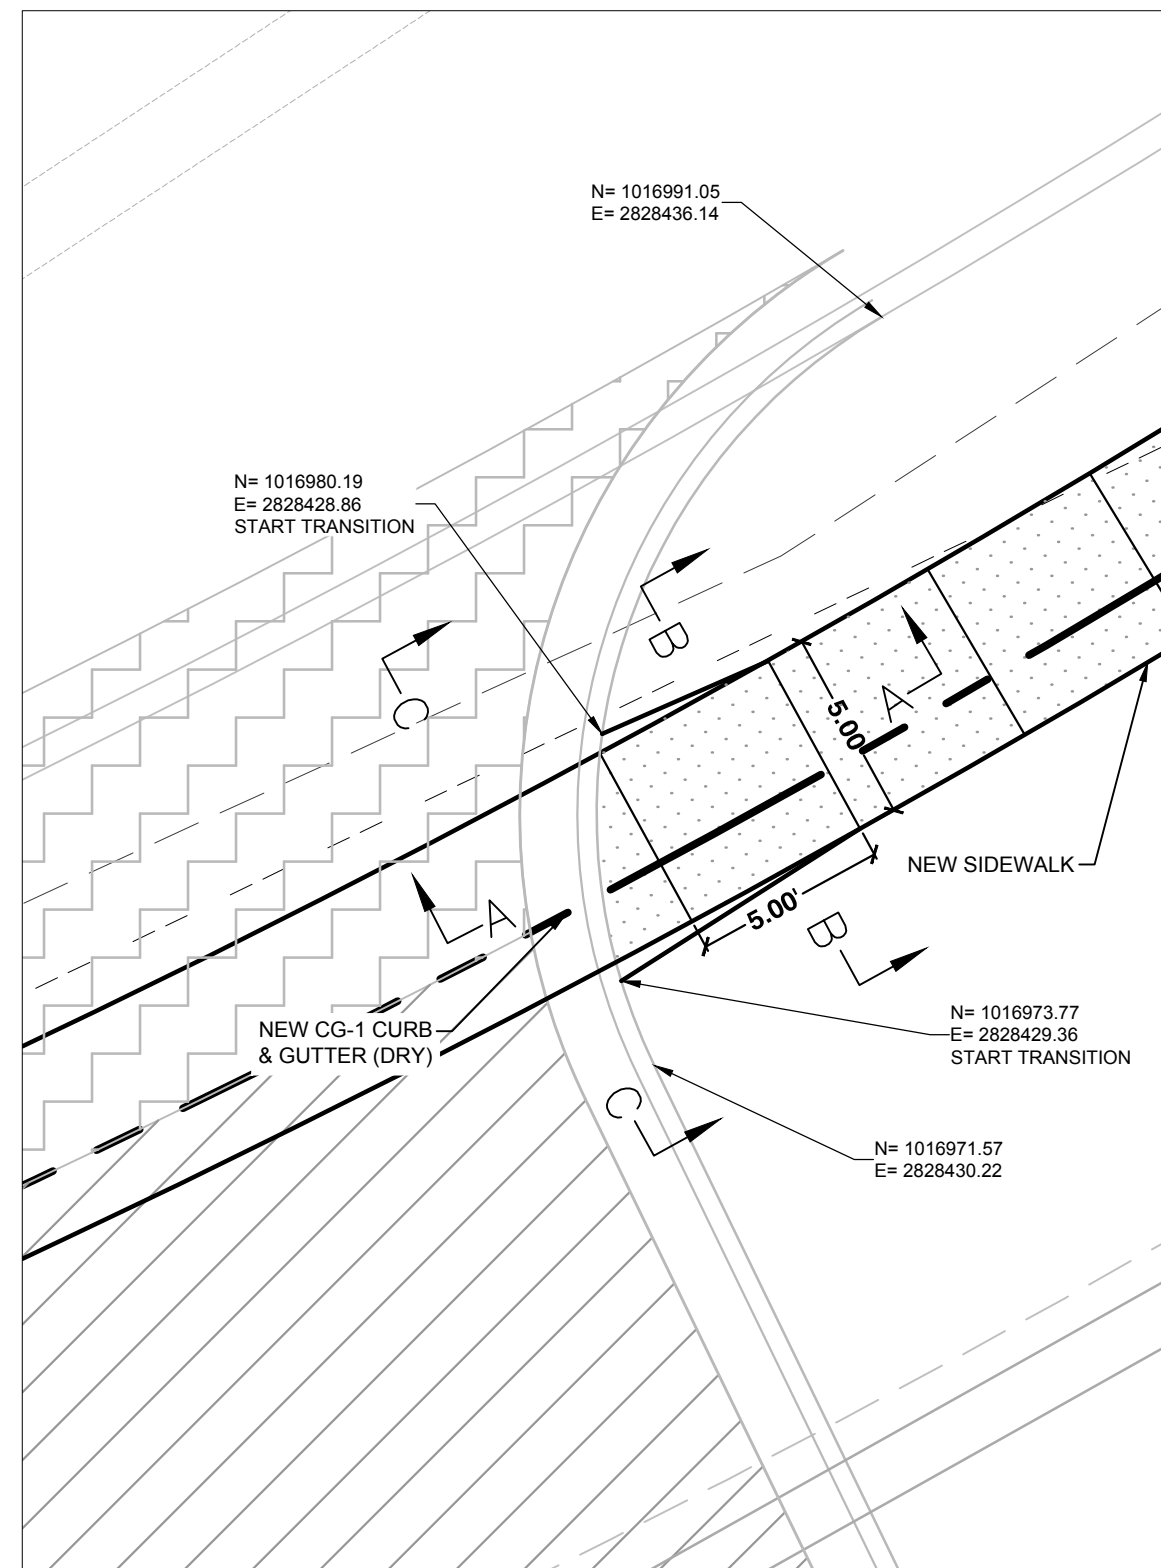 N= 1016991.05
E= 2828436.14
N= 1016980.19
E= 2828428.86
START TRANSITION
B
C
A
5.00'
NEW SIDEWALK
5.00'
A
B
NEW CG-1 CURB
& GUTTER (DRY)
N= 1016973.77
E= 2828429.36
START TRANSITION
C
N= 1016971.57
E= 2828430.22